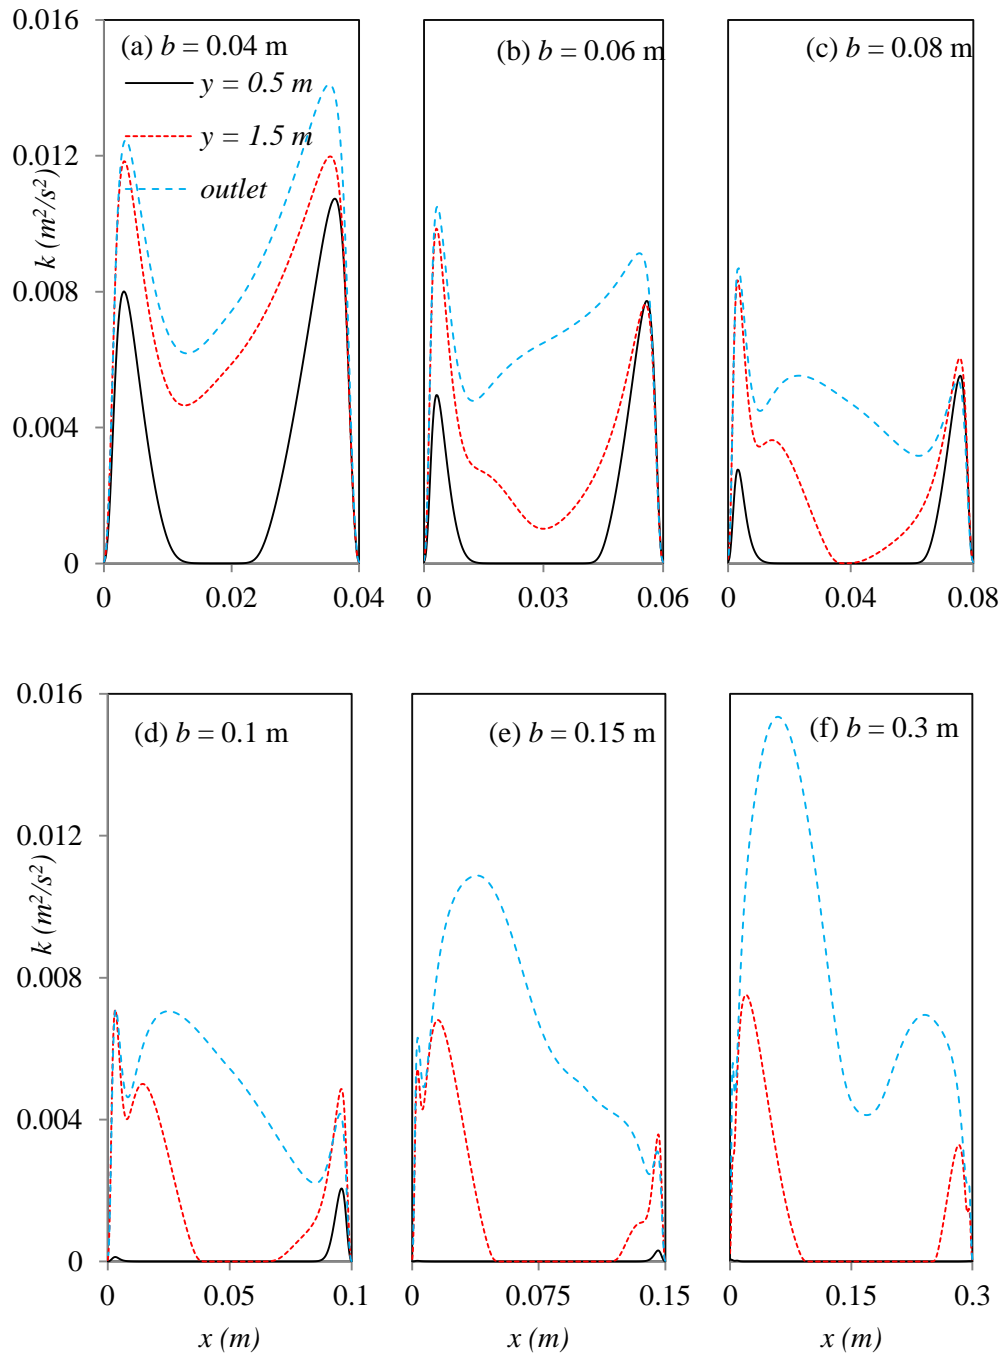 0.016
(a) b = 0.04 m
(b) b = 0.06 m
(c) b = 0.08 m
y = 0.5 m
y = 1.5 m
outlet
0.012
0.008
0.004
0
k (m²/s²)
0 0.02 0.04
0 0.03 0.06
0 0.04 0.08
0.016
(d) b = 0.1 m
(e) b = 0.15 m
(f) b = 0.3 m
0.012
0.008
0.004
0
k (m²/s²)
0 0.05 0.1
0 0.075 0.15
0 0.15 0.3
x (m)
x (m)
x (m)